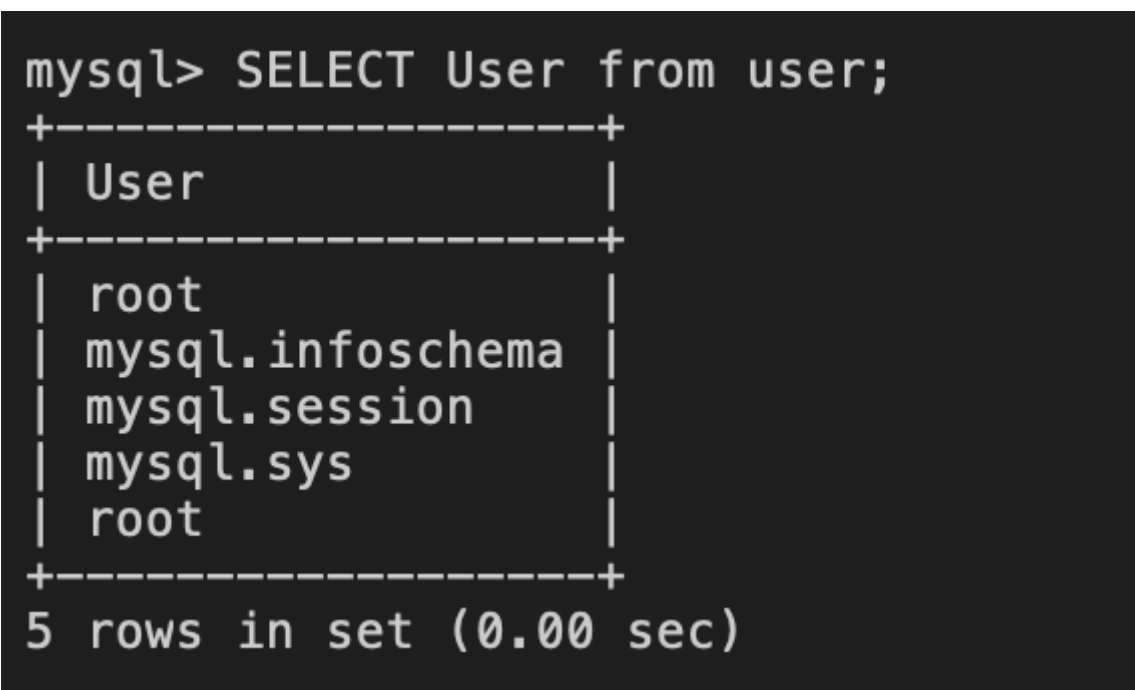 mysql> SELECT User from user;
+-------------------+
| User              |
+-------------------+
| root              |
| mysql.infoschema |
| mysql.session     |
| mysql.sys         |
| root              |
+-------------------+
5 rows in set (0.00 sec)